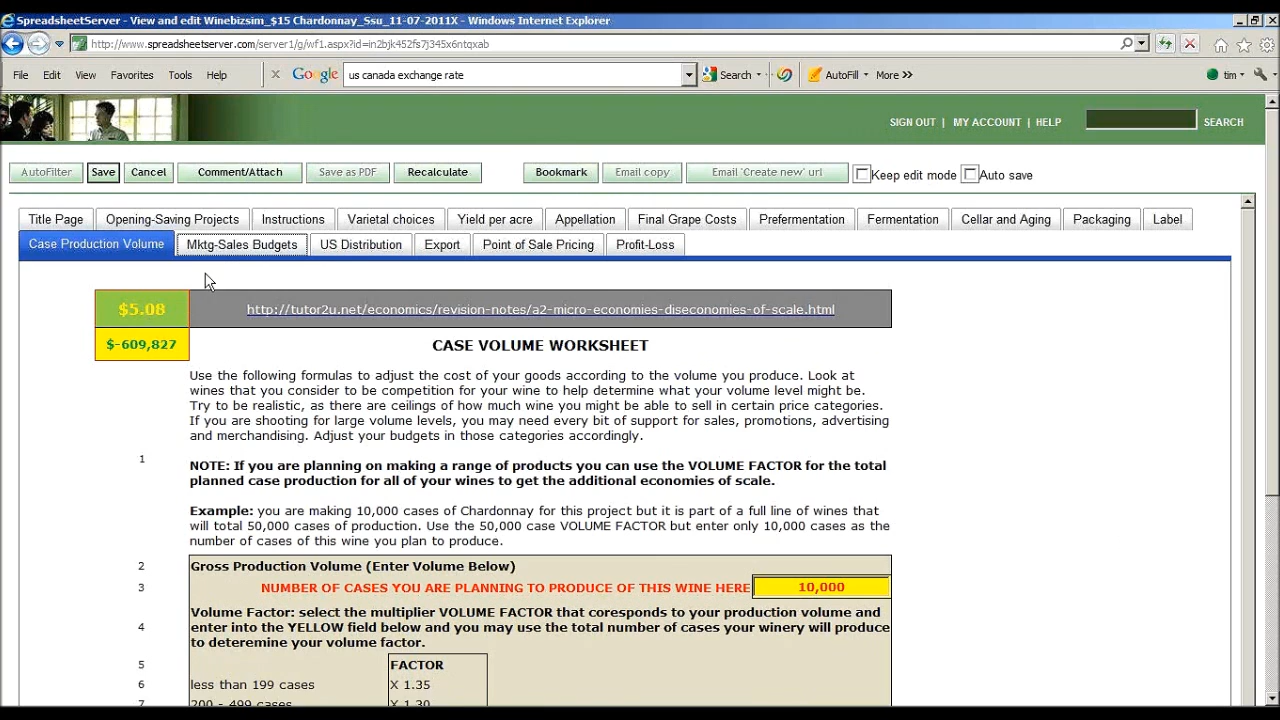 SpreadsheetServer - View and edit Winebizsim_$15 Chardonnay_Ssu_11-07-2011X - Windows Internet Explorer
http://www.spreadsheetserver.com/server1/g/wf1.aspx?id=in2bjk452fs7j345x6ntqxab
File Edit View Favorites Tools Help
Google us canada exchange rate Search AutoFill More >> tim
SIGN OUT | MY ACCOUNT | HELP SEARCH
AutoFilter Save Cancel Comment/Attach Save as PDF Recalculate Bookmark Email copy Email 'Create new' url Keep edit mode Auto save
Title Page Opening-Saving Projects Instructions Varietal choices Yield per acre Appellation Final Grape Costs Prefermentation Fermentation Cellar and Aging Packaging Label
Case Production Volume Mktg-Sales Budgets US Distribution Export Point of Sale Pricing Profit-Loss
$5.08 http://tutor2u.net/economics/revision-notes/a2-micro-economies-diseconomies-of-scale.html
$-609,827 CASE VOLUME WORKSHEET
Use the following formulas to adjust the cost of your goods according to the volume you produce. Look at
wines that you consider to be competition for your wine to help determine what your volume level might be.
Try to be realistic, as there are ceilings of how much wine you might be able to sell in certain price categories.
If you are shooting for large volume levels, you may need every bit of support for sales, promotions, advertising
and merchandising. Adjust your budgets in those categories accordingly.
1
NOTE: If you are planning on making a range of products you can use the VOLUME FACTOR for the total
planned case production for all of your wines to get the additional economies of scale.
Example: you are making 10,000 cases of Chardonnay for this project but it is part of a full line of wines that
will total 50,000 cases of production. Use the 50,000 case VOLUME FACTOR but enter only 10,000 cases as the
number of cases of this wine you plan to produce.
2 Gross Production Volume (Enter Volume Below)
3 NUMBER OF CASES YOU ARE PLANNING TO PRODUCE OF THIS WINE HERE 10,000
Volume Factor: select the multiplier VOLUME FACTOR that coresponds to your production volume and
4 enter into the YELLOW field below and you may use the total number of cases your winery will produce
to deteremine your volume factor.
5 FACTOR
6 less than 199 cases X 1.35
7 200 - 499 cases X 1.30